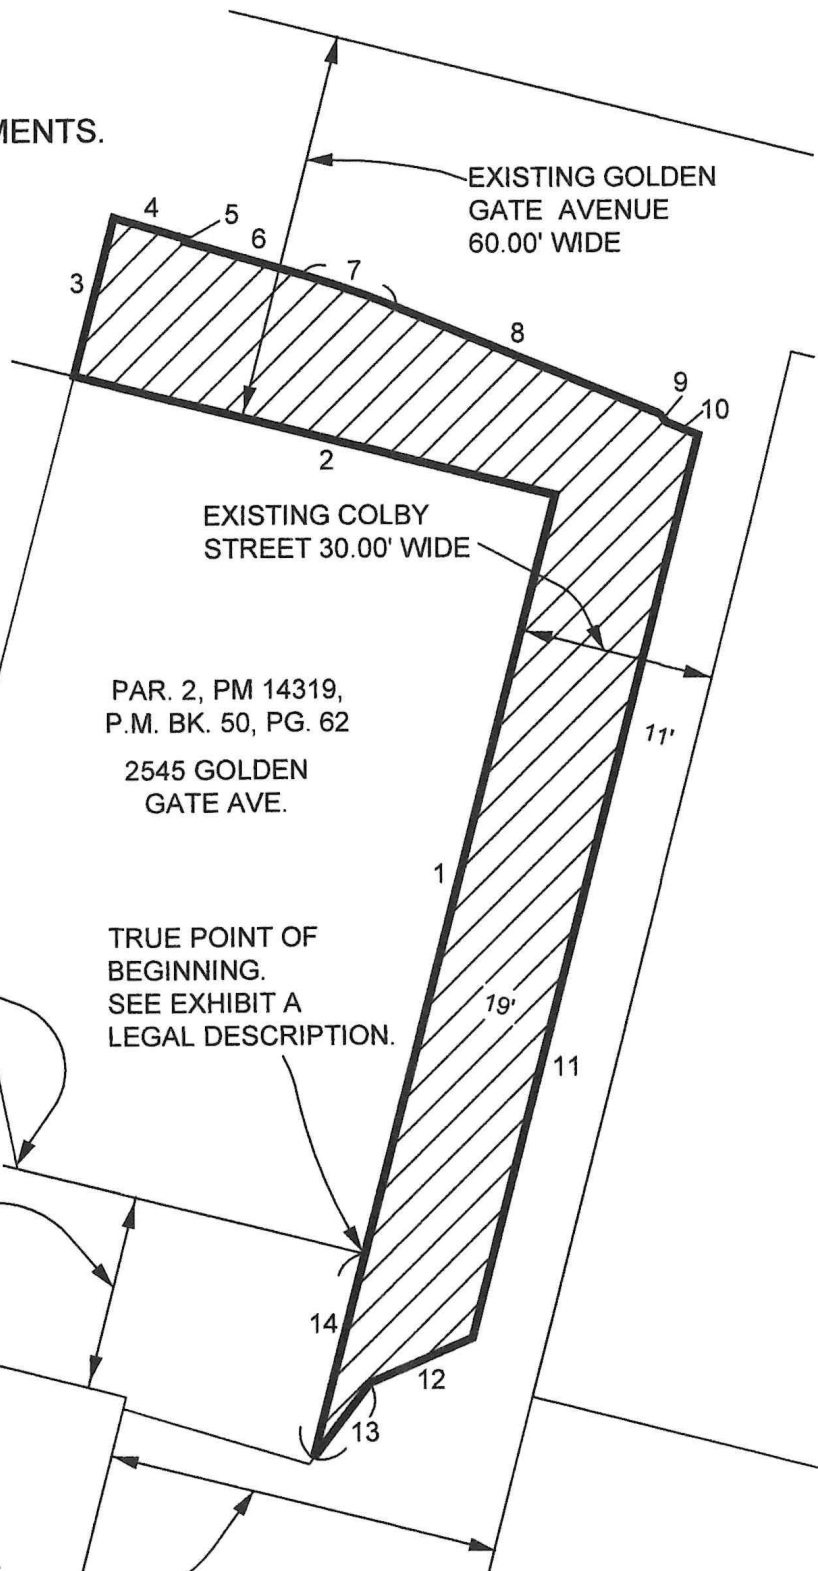 MENTS.
EXISTING GOLDEN
GATE AVENUE
60.00' WIDE
4
5
6
7
3
8
9
10
2
EXISTING COLBY
STREET 30.00' WIDE
PAR. 2, PM 14319,
P.M. BK. 50, PG. 62
2545 GOLDEN
GATE AVE.
11'
1
TRUE POINT OF
BEGINNING.
SEE EXHIBIT A
LEGAL DESCRIPTION.
19'
11
14
12
13